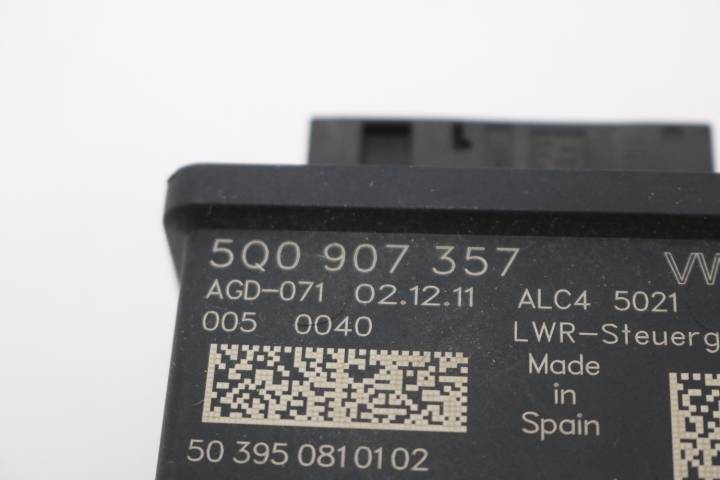 5Q0 907 357
AGD-071 02.12.11 ALC4 5021
005 0040 LWR-Steuerg
Made
in
Spain
50 395 0810102